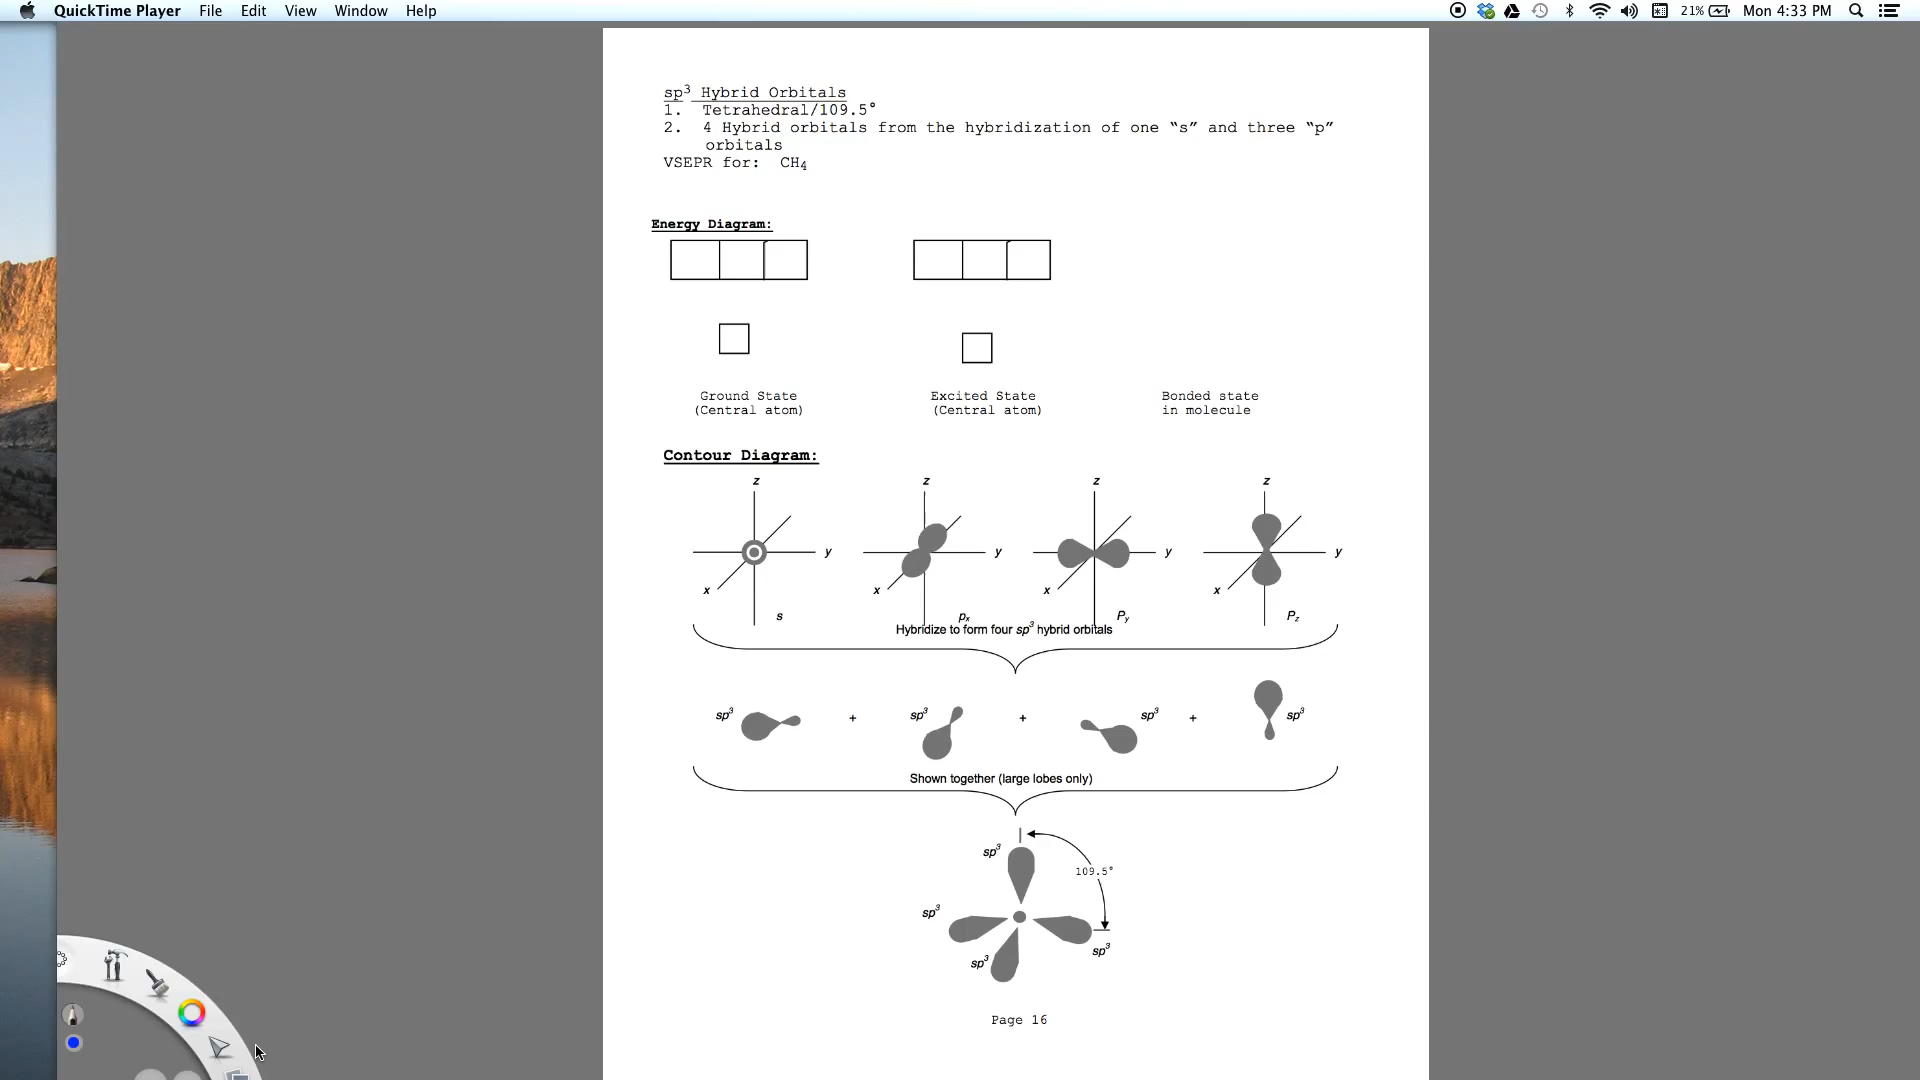 QuickTime Player File Edit View Window Help 21% Mon 4:33 PM
sp³ Hybrid Orbitals
1. Tetrahedral/109.5°
2. 4 Hybrid orbitals from the hybridization of one “s” and three “p”
orbitals
VSEPR for: CH₄
Energy Diagram:
Ground State
(Central atom)
Excited State
(Central atom)
Bonded state
in molecule
Contour Diagram:
z z z z
y y y y
x x x x
s pₓ Pᵧ P_z
Hybridize to form four sp³ hybrid orbitals
sp³ + sp³ + sp³ + sp³
Shown together (large lobes only)
sp³
109.5°
sp³
sp³
sp³
Page 16